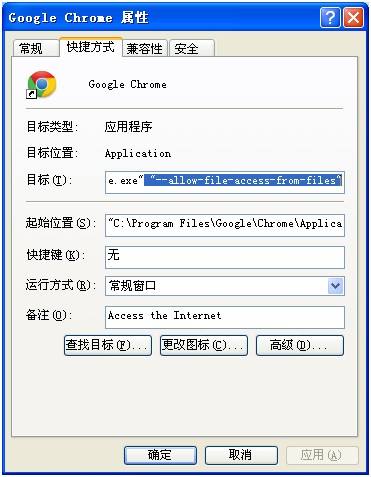 Google Chrome 属性
常规 快捷方式 兼容性 安全
Google Chrome
目标类型: 应用程序
目标位置: Application
目标(T): e.exe" "--allow-file-access-from-files"
起始位置(S): "C:\Program Files\Google\Chrome\Applica
快捷键(K): 无
运行方式(R): 常规窗口
备注(O): Access the Internet
查找目标(F)... 更改图标(C)... 高级(D)...
确定 取消 应用(A)